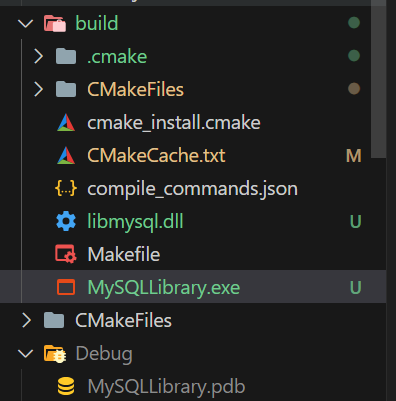 build
.cmake
CMakeFiles
cmake_install.cmake
CMakeCache.txt M
compile_commands.json
libmysql.dll U
Makefile
MySQLLibrary.exe U
CMakeFiles
Debug
MySQLLibrary.pdb